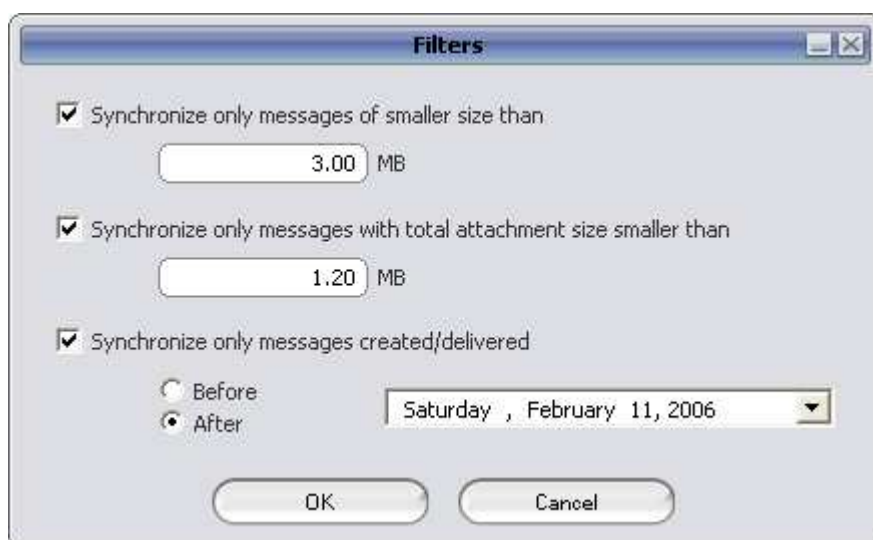 Filters
Synchronize only messages of smaller size than
3.00 MB
Synchronize only messages with total attachment size smaller than
1.20 MB
Synchronize only messages created/delivered
Before
After
Saturday , February 11, 2006
OK Cancel